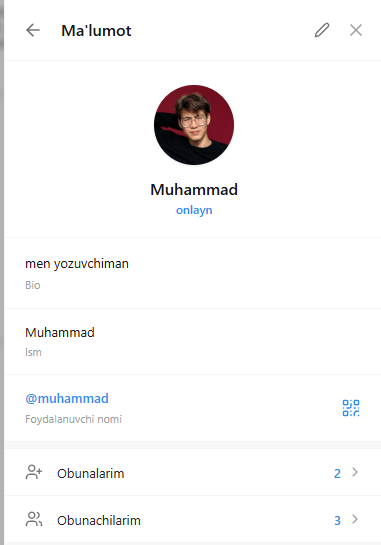 Ma'lumot
Muhammad
onlayn
men yozuvchiman
Bio
Muhammad
Ism
@muhammad
Foydalanuvchi nomi
Obunalarim 2
Obunachilarim 3